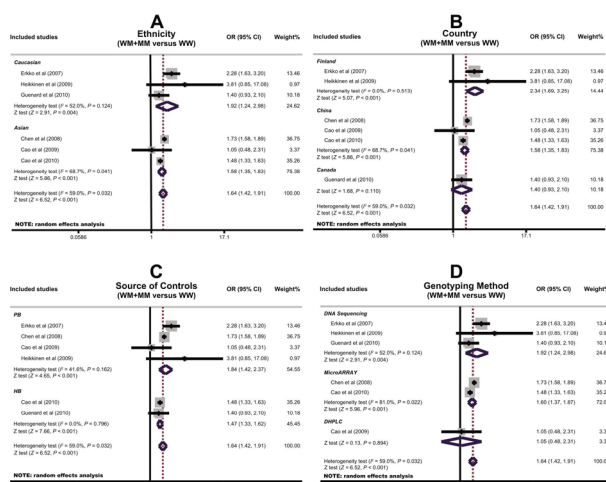 A
Ethnicity
(WM+MM versus WW)
Included studies OR (95% CI) Weight%
Caucasian
Erkko et al (2007) 2.28 (1.63, 3.20) 13.46
Heikkinen et al (2009) 3.81 (0.85, 17.08) 0.97
Guenard et al (2010) 1.40 (0.93, 2.10) 10.18
Heterogeneity test (I² = 52.0%, P = 0.124) 1.92 (1.24, 2.98) 24.62
Z test (Z = 2.91, P = 0.004)
Asian
Chen et al (2008) 1.73 (1.58, 1.89) 36.75
Cao et al (2009) 1.05 (0.48, 2.31) 3.37
Cao et al (2010) 1.48 (1.33, 1.63) 35.26
Heterogeneity test (I² = 68.7%, P = 0.041) 1.58 (1.35, 1.83) 75.38
Z test (Z = 5.86, P < 0.001)
Heterogeneity test (I² = 59.0%, P = 0.032) 1.64 (1.42, 1.91) 100.00
Z test (Z = 6.52, P < 0.001)
NOTE: random effects analysis
0.0586 1 17.1
B
Country
(WM+MM versus WW)
Included studies OR (95% CI) Weight%
Finland
Erkko et al (2007) 2.28 (1.63, 3.20) 13.46
Heikkinen et al (2009) 3.81 (0.85, 17.08) 0.97
Heterogeneity test (I² = 0.0%, P = 0.513) 2.34 (1.69, 3.25) 14.44
Z test (Z = 5.07, P < 0.001)
China
Chen et al (2008) 1.73 (1.58, 1.89) 36.75
Cao et al (2009) 1.05 (0.48, 2.31) 3.37
Cao et al (2010) 1.48 (1.33, 1.63) 35.26
Heterogeneity test (I² = 68.7%, P = 0.041) 1.58 (1.35, 1.83) 75.38
Z test (Z = 5.86, P < 0.001)
Canada
Guenard et al (2010) 1.40 (0.93, 2.10) 10.18
Z test (Z = 1.68, P = 0.110) 1.40 (0.93, 2.10) 10.18
Heterogeneity test (I² = 59.0%, P = 0.032) 1.64 (1.42, 1.91) 100.00
Z test (Z = 6.52, P < 0.001)
NOTE: random effects analysis
0.0586 1 17.1
C
Source of Controls
(WM+MM versus WW)
Included studies OR (95% CI) Weight%
PB
Erkko et al (2007) 2.28 (1.63, 3.20) 13.46
Chen et al (2008) 1.73 (1.58, 1.89) 36.75
Cao et al (2009) 1.05 (0.48, 2.31) 3.37
Heikkinen et al (2009) 3.81 (0.85, 17.08) 0.97
Heterogeneity test (I² = 41.6%, P = 0.162) 1.84 (1.42, 2.37) 54.55
Z test (Z = 4.65, P < 0.001)
HB
Cao et al (2010) 1.48 (1.33, 1.63) 35.26
Guenard et al (2010) 1.40 (0.93, 2.10) 10.18
Heterogeneity test (I² = 0.0%, P = 0.796) 1.47 (1.33, 1.62) 45.45
Z test (Z = 7.66, P < 0.001)
Heterogeneity test (I² = 59.0%, P = 0.032) 1.64 (1.42, 1.91) 100.00
Z test (Z = 6.52, P < 0.001)
NOTE: random effects analysis
D
Genotyping Method
(WM+MM versus WW)
Included studies OR (95% CI) Weight%
DNA Sequencing
Erkko et al (2007) 2.28 (1.63, 3.20) 13.4
Heikkinen et al (2009) 3.81 (0.85, 17.08) 0.9
Guenard et al (2010) 1.40 (0.93, 2.10) 10.1
Heterogeneity test (I² = 52.0%, P = 0.124) 1.92 (1.24, 2.98) 24.6
Z test (Z = 2.91, P = 0.004)
MicroARRAY
Chen et al (2008) 1.73 (1.58, 1.89) 36.7
Cao et al (2010) 1.48 (1.33, 1.63) 35.2
Heterogeneity test (I² = 81.0%, P = 0.022) 1.60 (1.37, 1.87) 72.0
Z test (Z = 5.96, P < 0.001)
DHPLC
Cao et al (2009) 1.05 (0.48, 2.31) 3.3
Z test (Z = 0.13, P = 0.894) 1.05 (0.48, 2.31) 3.3
Heterogeneity test (I² = 59.0%, P = 0.032) 1.64 (1.42, 1.91) 100.
Z test (Z = 6.52, P < 0.001)
NOTE: random effects analysis